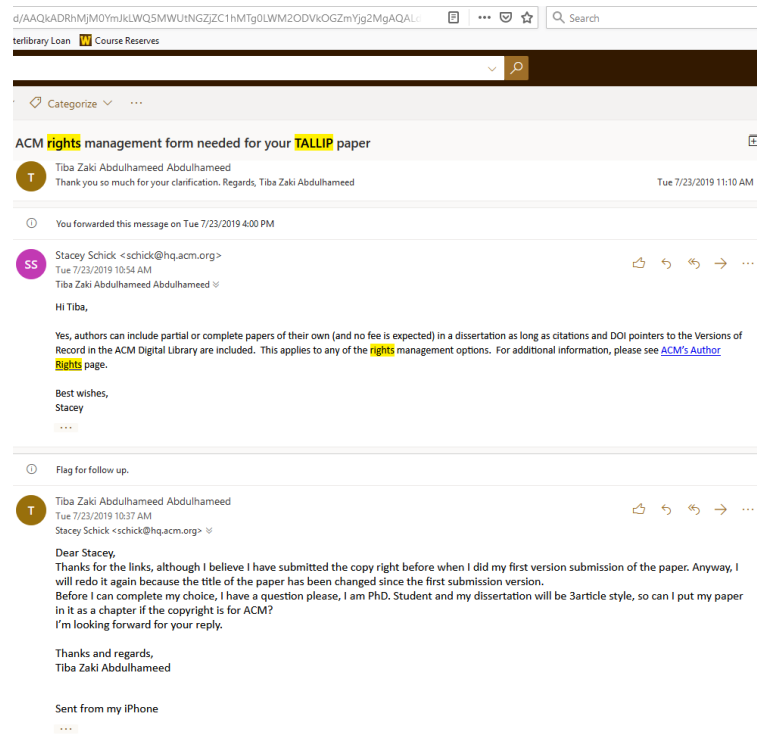 Search
terlibrary Loan W Course Reserves
Categorize
ACM rights management form needed for your TALLIP paper
T
Tiba Zaki Abdulhameed Abdulhameed
Thank you so much for your clarification. Regards, Tiba Zaki Abdulhameed
Tue 7/23/2019 11:10 AM
You forwarded this message on Tue 7/23/2019 4:00 PM
SS
Stacey Schick <schick@hq.acm.org>
Tue 7/23/2019 10:54 AM
Tiba Zaki Abdulhameed Abdulhameed
Hi Tiba,
Yes, authors can include partial or complete papers of their own (and no fee is expected) in a dissertation as long as citations and DOI pointers to the Versions of
Record in the ACM Digital Library are included. This applies to any of the rights management options. For additional information, please see ACM's Author
Rights page.
Best wishes,
Stacey
...
Flag for follow up.
T
Tiba Zaki Abdulhameed Abdulhameed
Tue 7/23/2019 10:37 AM
Stacey Schick <schick@hq.acm.org>
Dear Stacey,
Thanks for the links, although I believe I have submitted the copy right before when I did my first version submission of the paper. Anyway, I
will redo it again because the title of the paper has been changed since the first submission version.
Before I can complete my choice, I have a question please, I am PhD. Student and my dissertation will be 3article style, so can I put my paper
in it as a chapter if the copyright is for ACM?
I'm looking forward for your reply.
Thanks and regards,
Tiba Zaki Abdulhameed
Sent from my iPhone
...